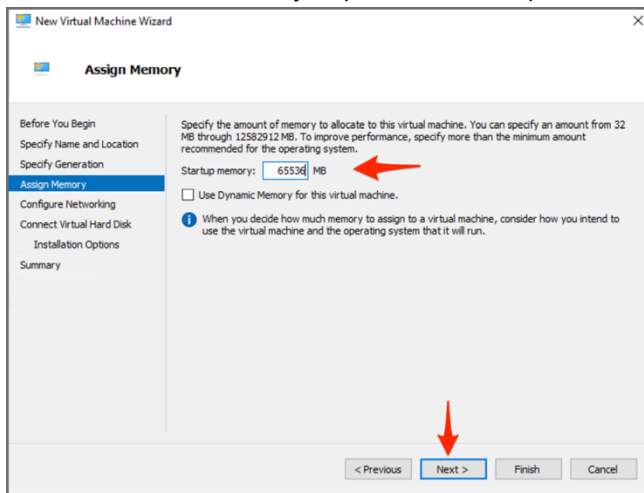 New Virtual Machine Wizard
Assign Memory
Before You Begin
Specify Name and Location
Specify Generation
Assign Memory
Configure Networking
Connect Virtual Hard Disk
Installation Options
Summary
Specify the amount of memory to allocate to this virtual machine. You can specify an amount from 32
MB through 12582912 MB. To improve performance, specify more than the minimum amount
recommended for the operating system.
Startup memory: 65536 MB
Use Dynamic Memory for this virtual machine.
When you decide how much memory to assign to a virtual machine, consider how you intend to
use the virtual machine and the operating system that it will run.
< Previous Next > Finish Cancel